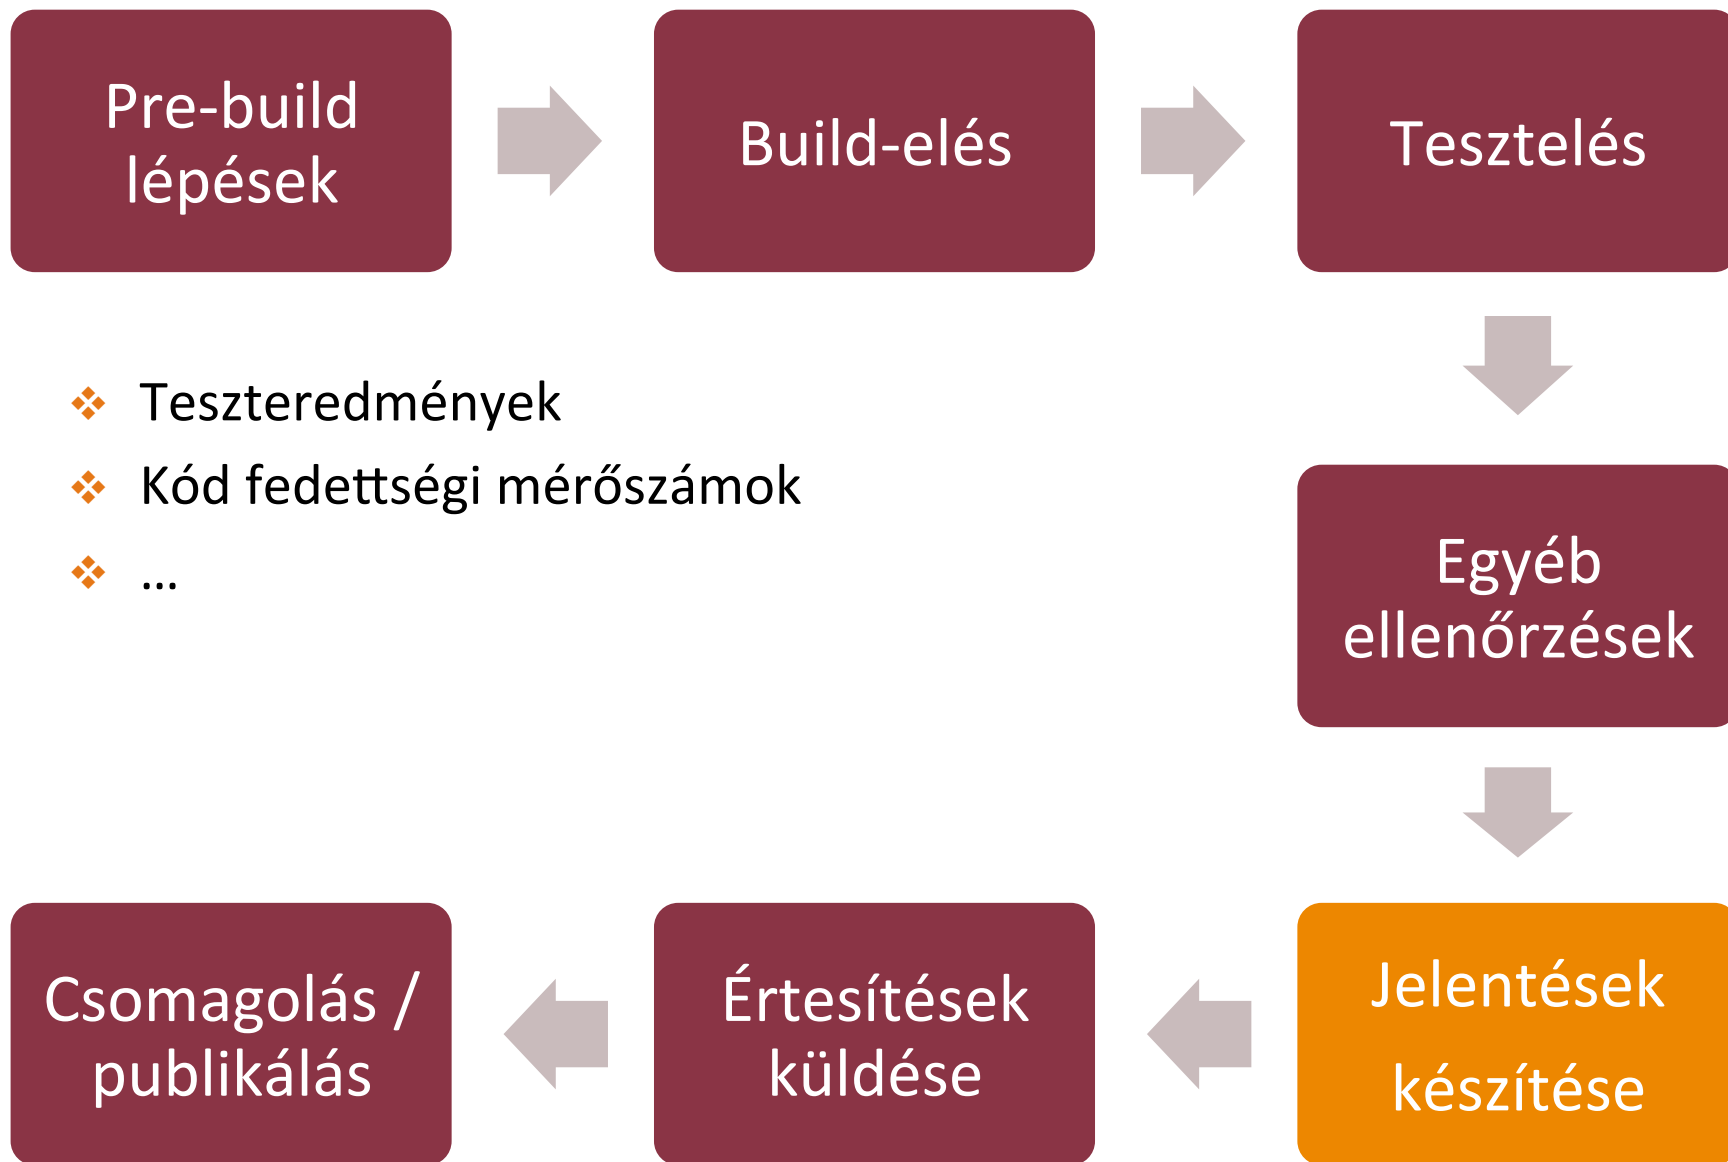 Pre-build
lépések
Build-elés
Tesztelés
Teszteredmények
Kód fedettségi mérőszámok
...
Egyéb
ellenőrzések
Jelentések
készítése
Értesítések
küldése
Csomagolás /
publikálás